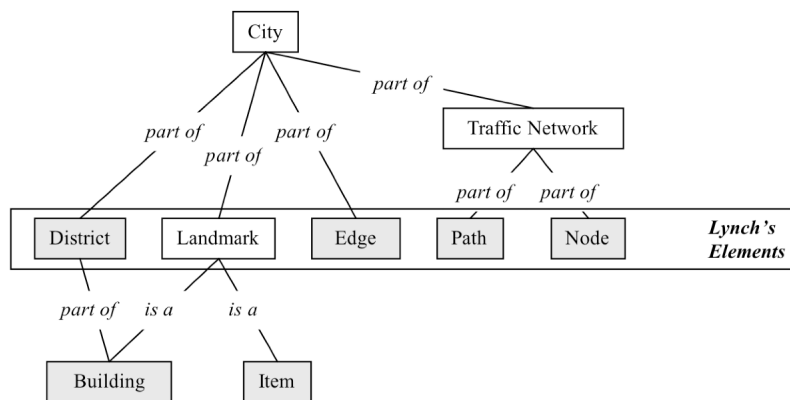 City
part of
Traffic Network
part of
part of
part of
part of
part of
District
Landmark
Edge
Path
Node
Lynch's
Elements
part of
is a
is a
Building
Item